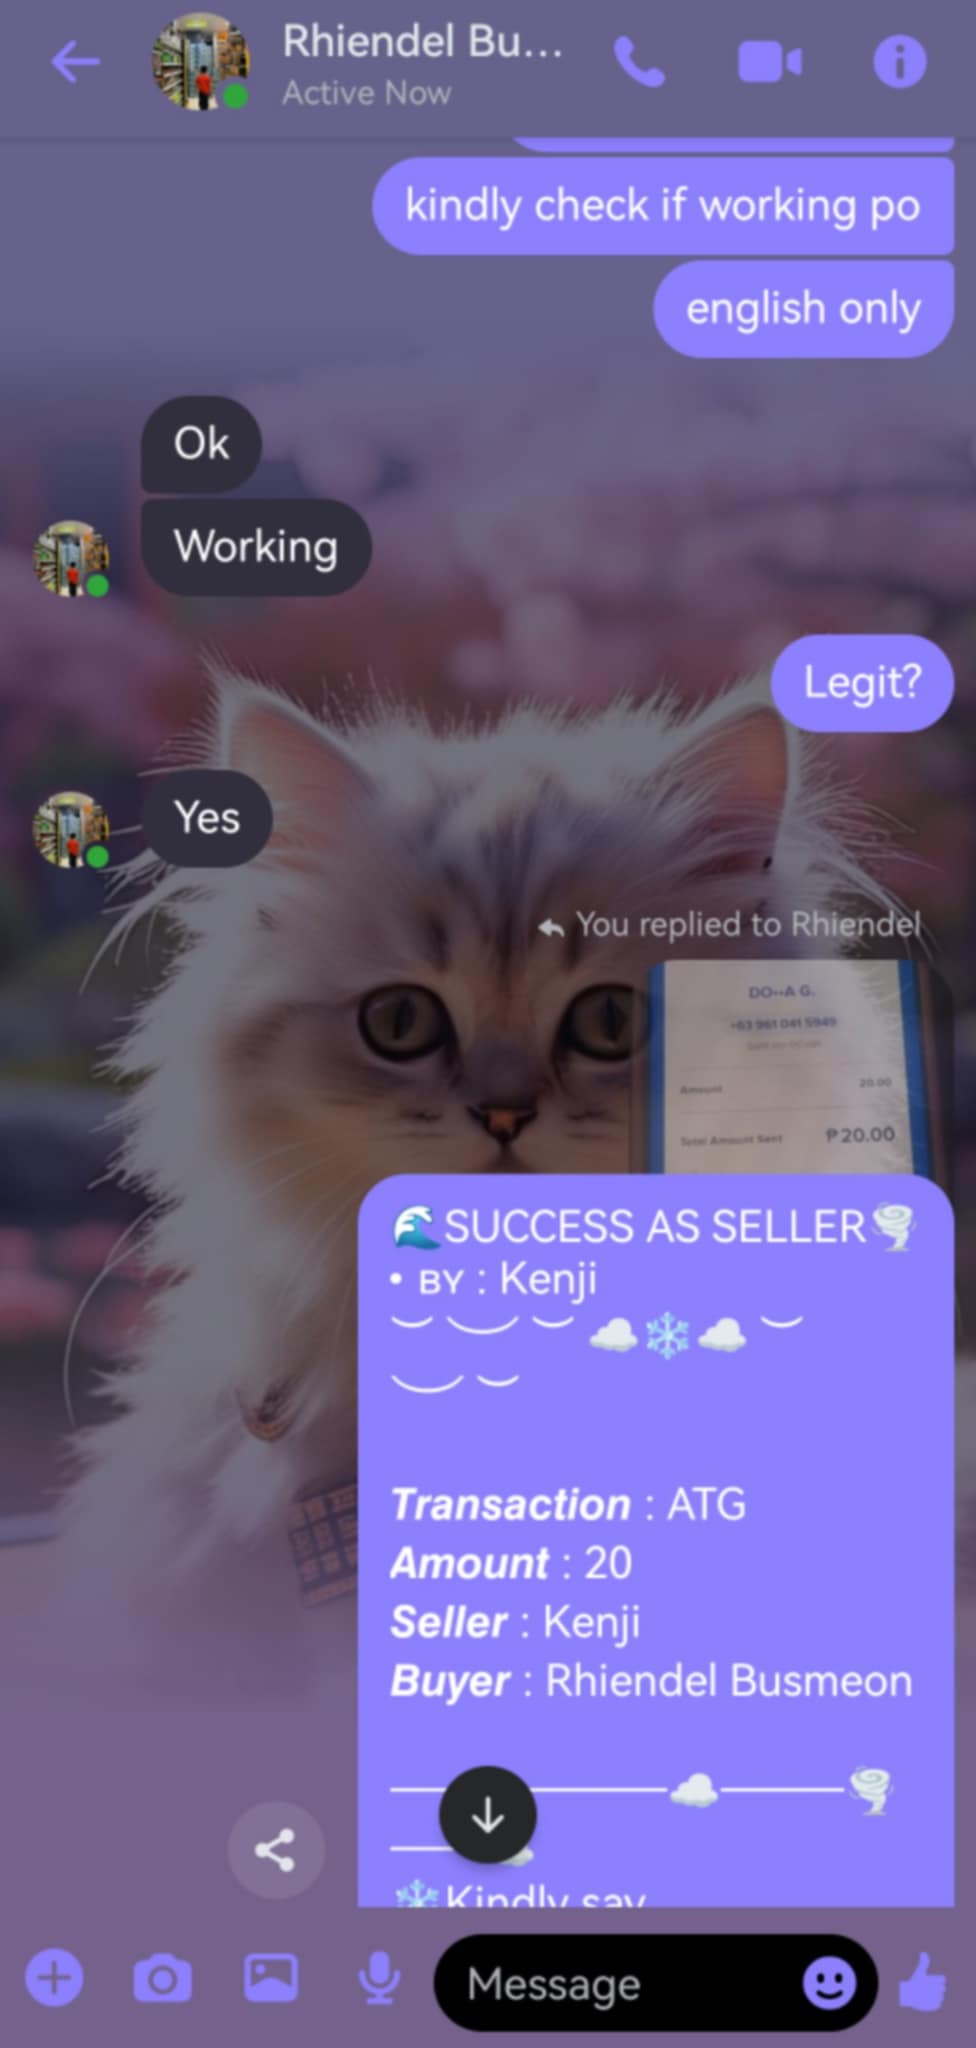 Rhiendel Bu...
Active Now
kindly check if working po
english only
Ok
Working
Legit?
Yes
You replied to Rhiendel
DO--A G.
+63 961 041 5949
Amount 20.00
Total Amount Sent ₱20.00
🌊SUCCESS AS SELLER🌪️
• ʙʏ : Kenji
︶ ⏝ ︶ ☁️❄️☁️ ︶
⏝ ︶
Transaction : ATG
Amount : 20
Seller : Kenji
Buyer : Rhiendel Busmeon
❄️Kindly say
Message